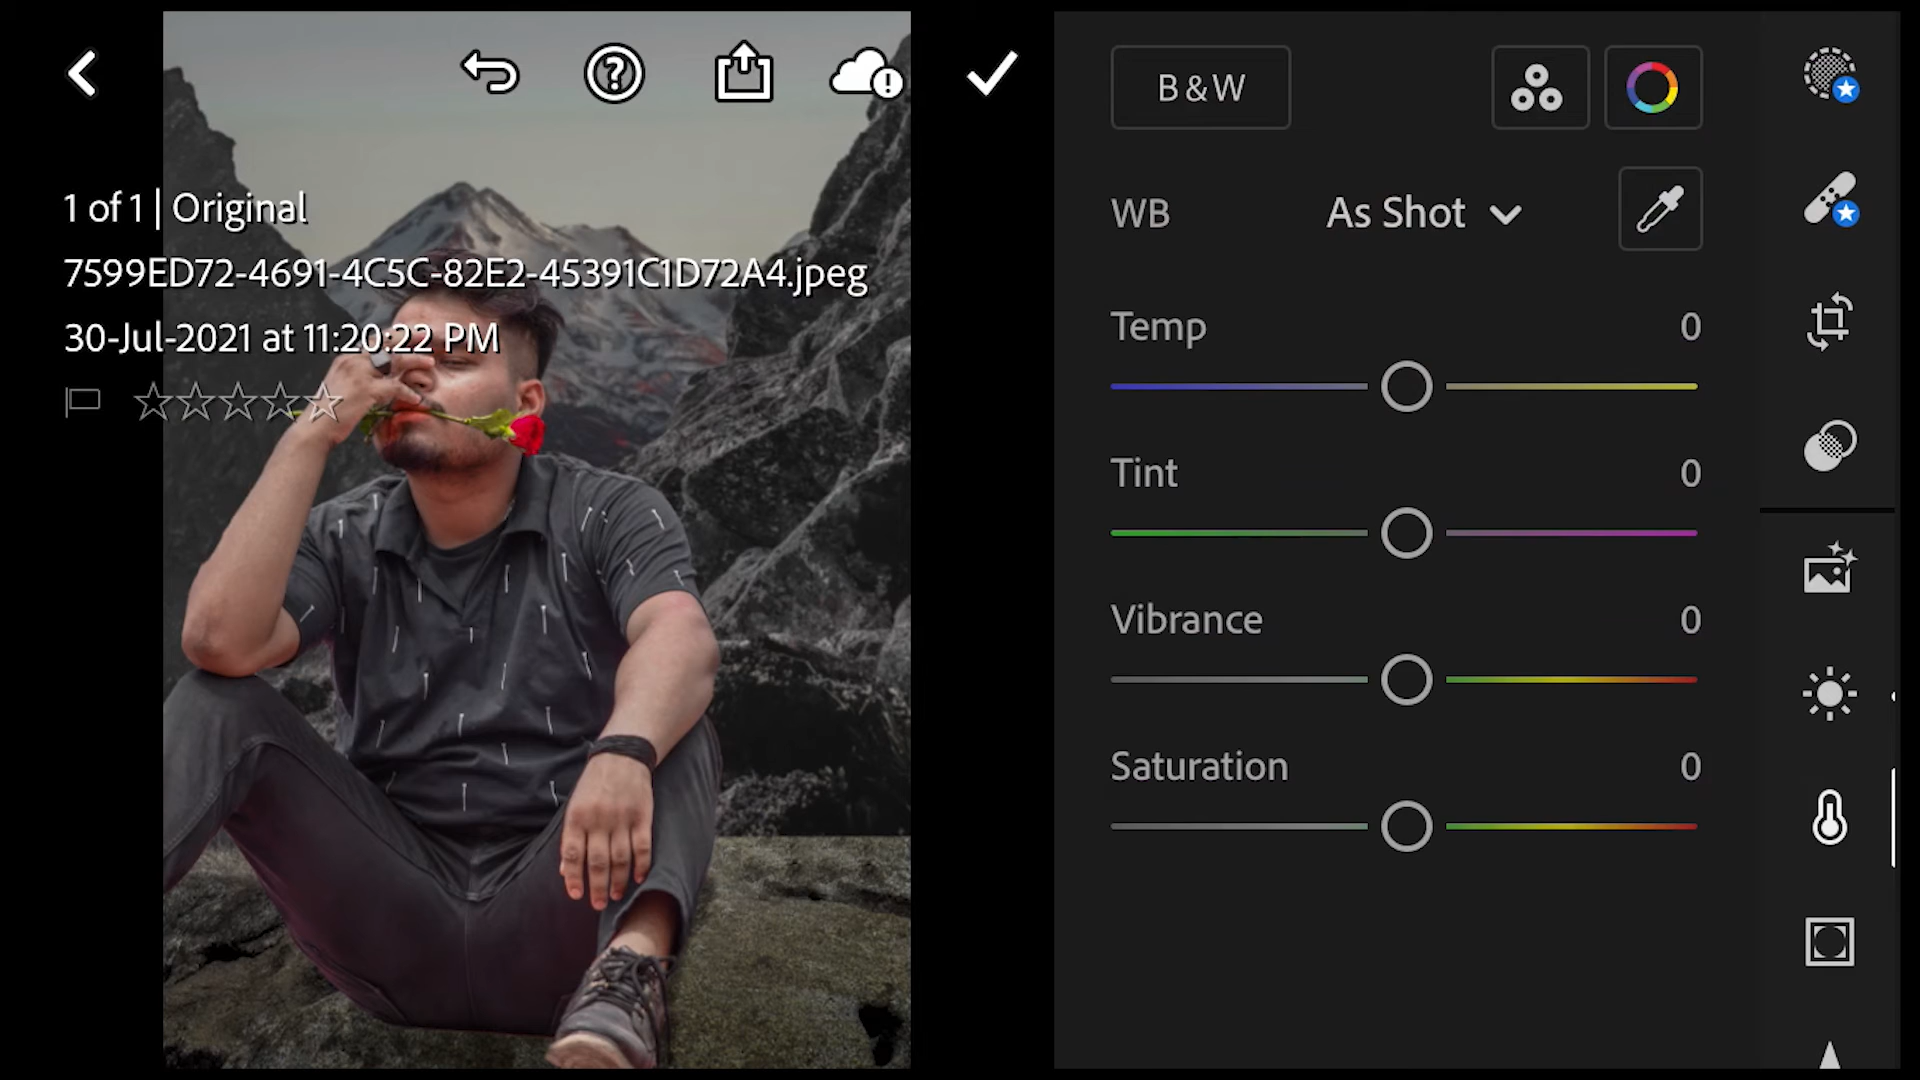 B&W
1 of 1 | Original
WB As Shot
7599ED72-4691-4C5C-82E2-45391C1D72A4.jpeg
30-Jul-2021 at 11:20:22 PM
Temp 0
Tint 0
Vibrance 0
Saturation 0